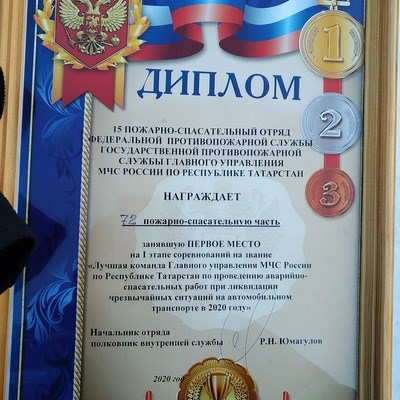 1
2
3
ДИПЛОМ
15 ПОЖАРНО-СПАСАТЕЛЬНЫЙ ОТРЯД
ФЕДЕРАЛЬНОЙ ПРОТИВОПОЖАРНОЙ СЛУЖБЫ
ГОСУДАРСТВЕННОЙ ПРОТИВОПОЖАРНОЙ
СЛУЖБЫ ГЛАВНОГО УПРАВЛЕНИЯ
МЧС РОССИИ ПО РЕСПУБЛИКЕ ТАТАРСТАН
НАГРАЖДАЕТ
72 пожарно-спасательную часть
занявшую ПЕРВОЕ МЕСТО
на I этапе соревнований на звание
«Лучшая команда Главного управления МЧС России
по Республике Татарстан по проведению аварийно-
спасательных работ при ликвидации
чрезвычайных ситуаций на автомобильном
транспорте в 2020 году»
Начальник отряда
полковник внутренней службы Р.Н. Юмагулов
2020 год